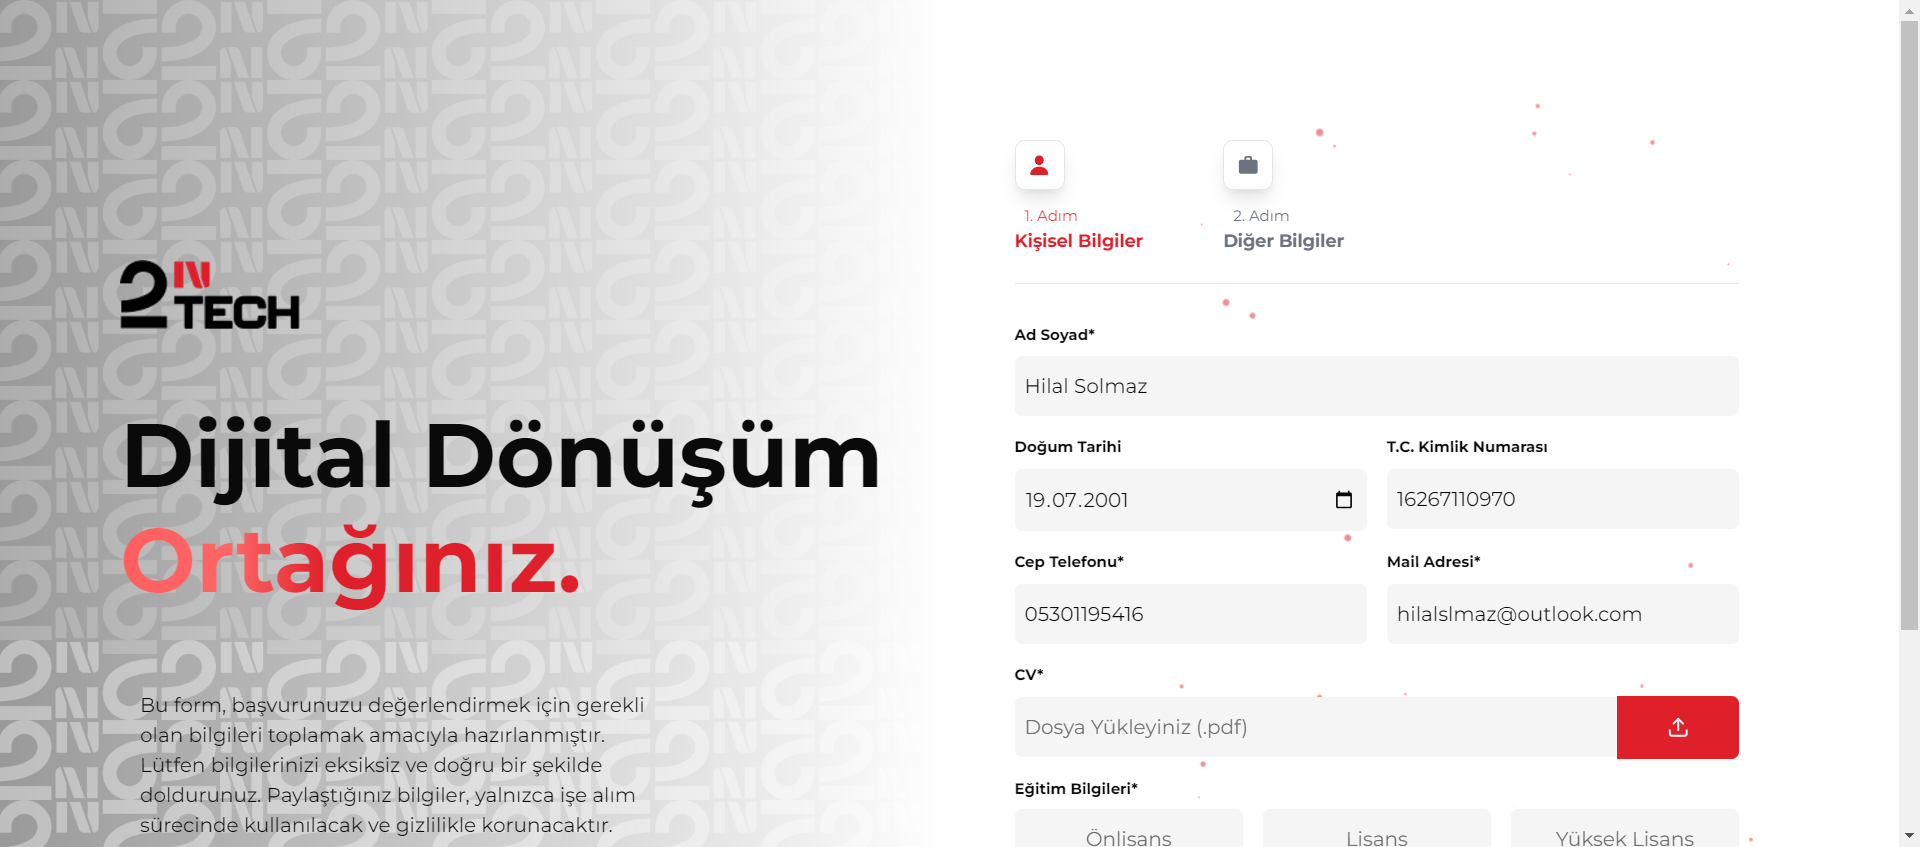 2N TECH
Dijital Dönüşüm
Ortağınız.
Bu form, başvurunuzu değerlendirmek için gerekli
olan bilgileri toplamak amacıyla hazırlanmıştır.
Lütfen bilgilerinizi eksiksiz ve doğru bir şekilde
doldurunuz. Paylaştığınız bilgiler, yalnızca işe alım
sürecinde kullanılacak ve gizlilikle korunacaktır.
1. Adım
Kişisel Bilgiler
2. Adım
Diğer Bilgiler
Ad Soyad*
Hilal Solmaz
Doğum Tarihi
T.C. Kimlik Numarası
19.07.2001
16267110970
Cep Telefonu*
Mail Adresi*
05301195416
hilalslmaz@outlook.com
CV*
Dosya Yükleyiniz (.pdf)
Eğitim Bilgileri*
Önlisans
Lisans
Yüksek Lisans